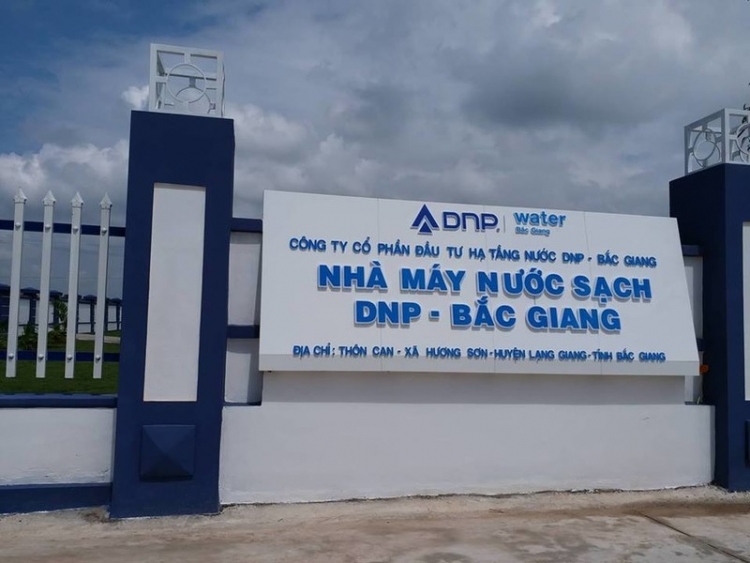 DNP water
Bắc Giang
CÔNG TY CỔ PHẦN ĐẦU TƯ HẠ TẦNG NƯỚC DNP - BẮC GIANG
NHÀ MÁY NƯỚC SẠCH
DNP - BẮC GIANG
ĐỊA CHỈ : THÔN CẦN - XÃ HƯƠNG SƠN - HUYỆN LẠNG GIANG - TỈNH BẮC GIANG